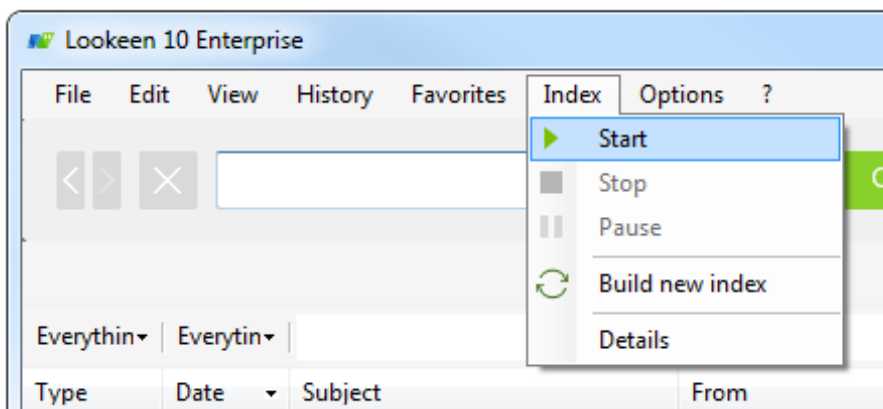 Lookeen 10 Enterprise
File Edit View History Favorites Index Options ?
Start
Stop
Pause
Build new index
Details
Everythin Everytin
Type Date Subject From